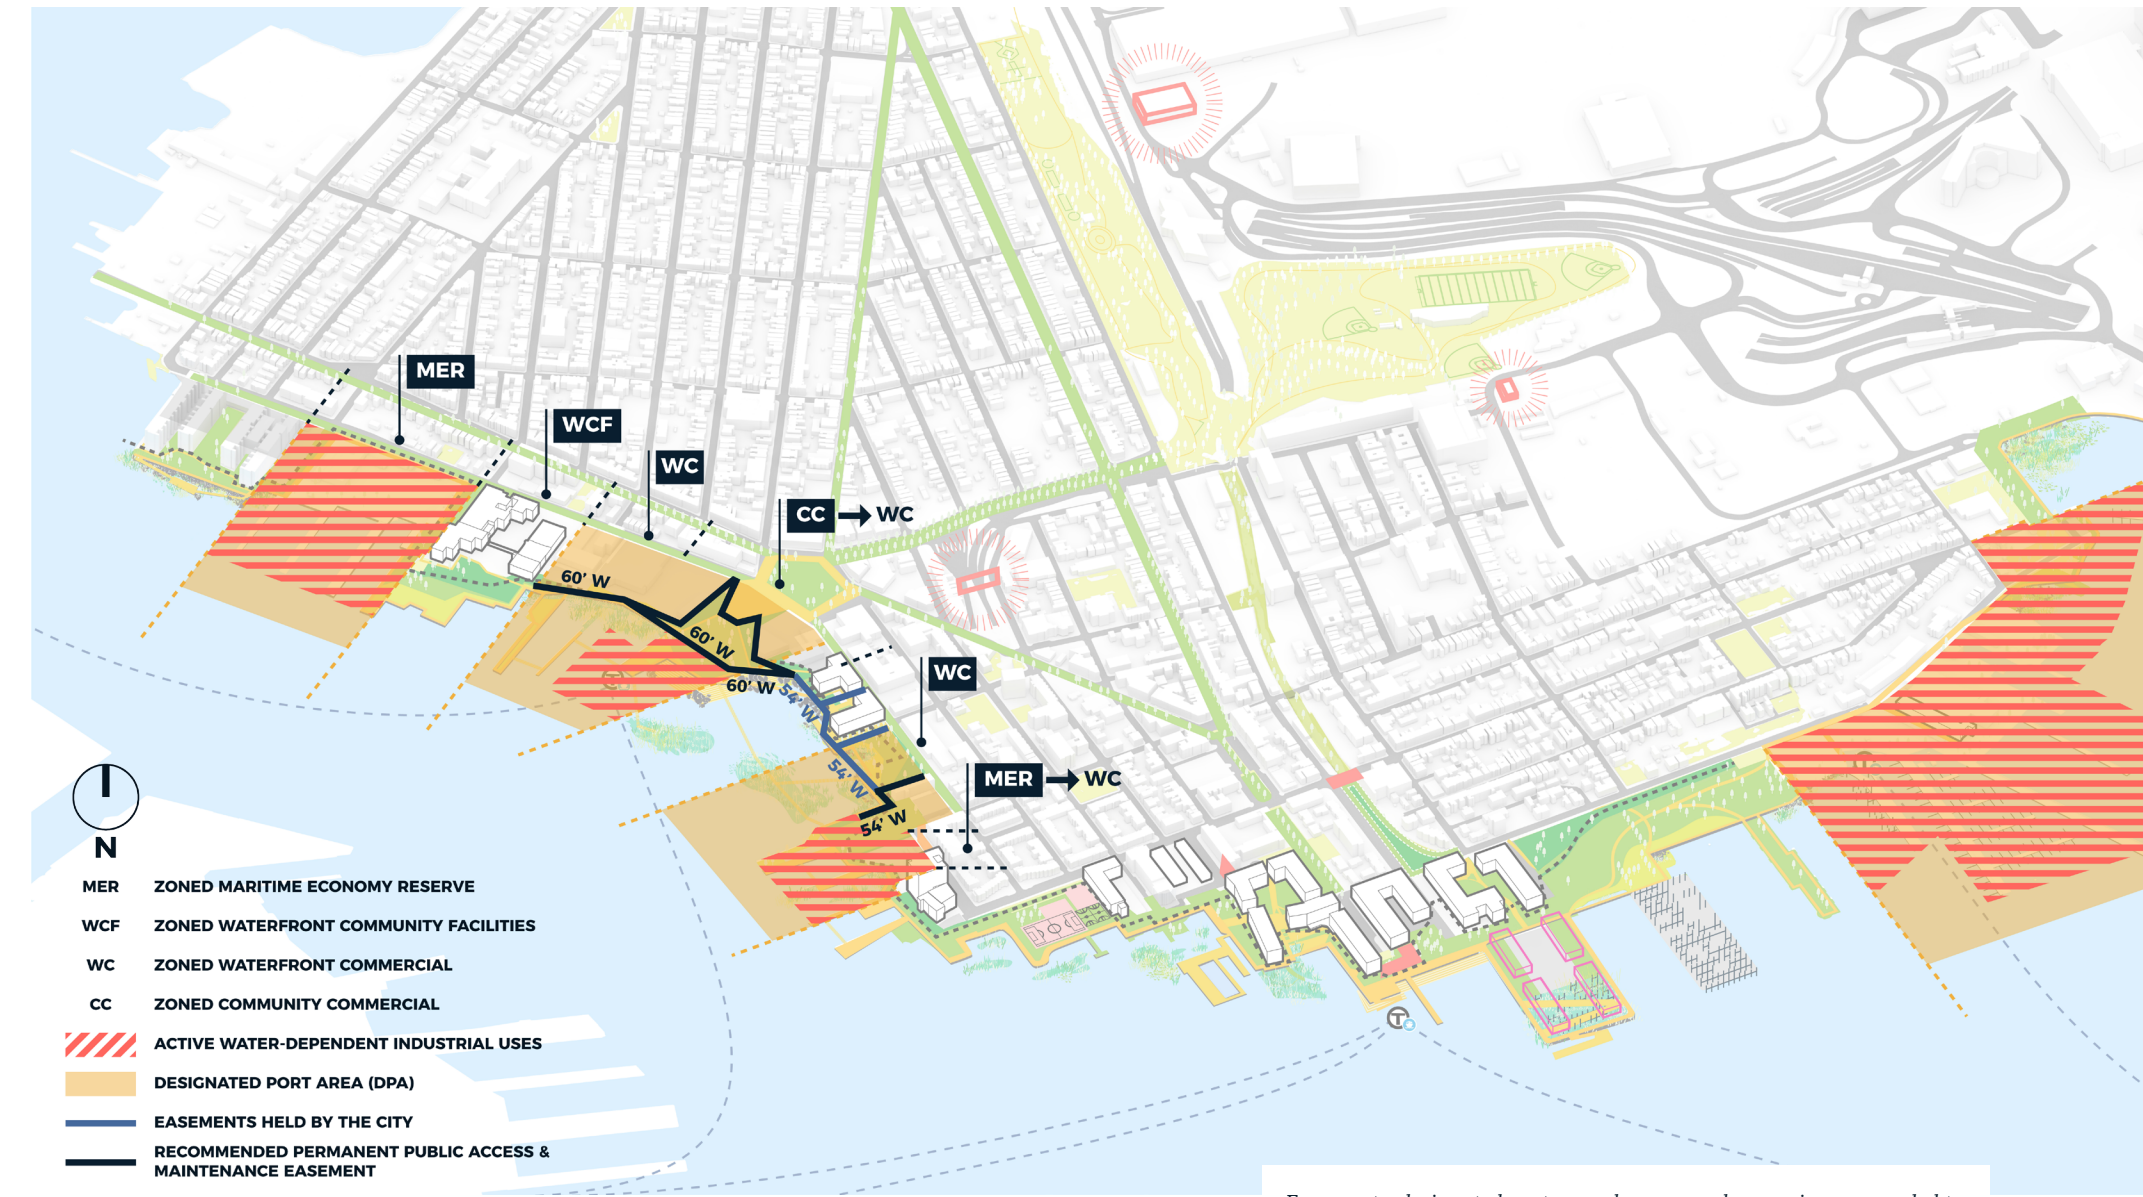 MER
WCF
WC
CC → WC
60' W
60' W
60' W
54' W
WC
54' W
MER → WC
54' W
N
MER ZONED MARITIME ECONOMY RESERVE
WCF ZONED WATERFRONT COMMUNITY FACILITIES
WC ZONED WATERFRONT COMMERCIAL
CC ZONED COMMUNITY COMMERCIAL
ACTIVE WATER-DEPENDENT INDUSTRIAL USES
DESIGNATED PORT AREA (DPA)
EASEMENTS HELD BY THE CITY
RECOMMENDED PERMANENT PUBLIC ACCESS &
MAINTENANCE EASEMENT
T